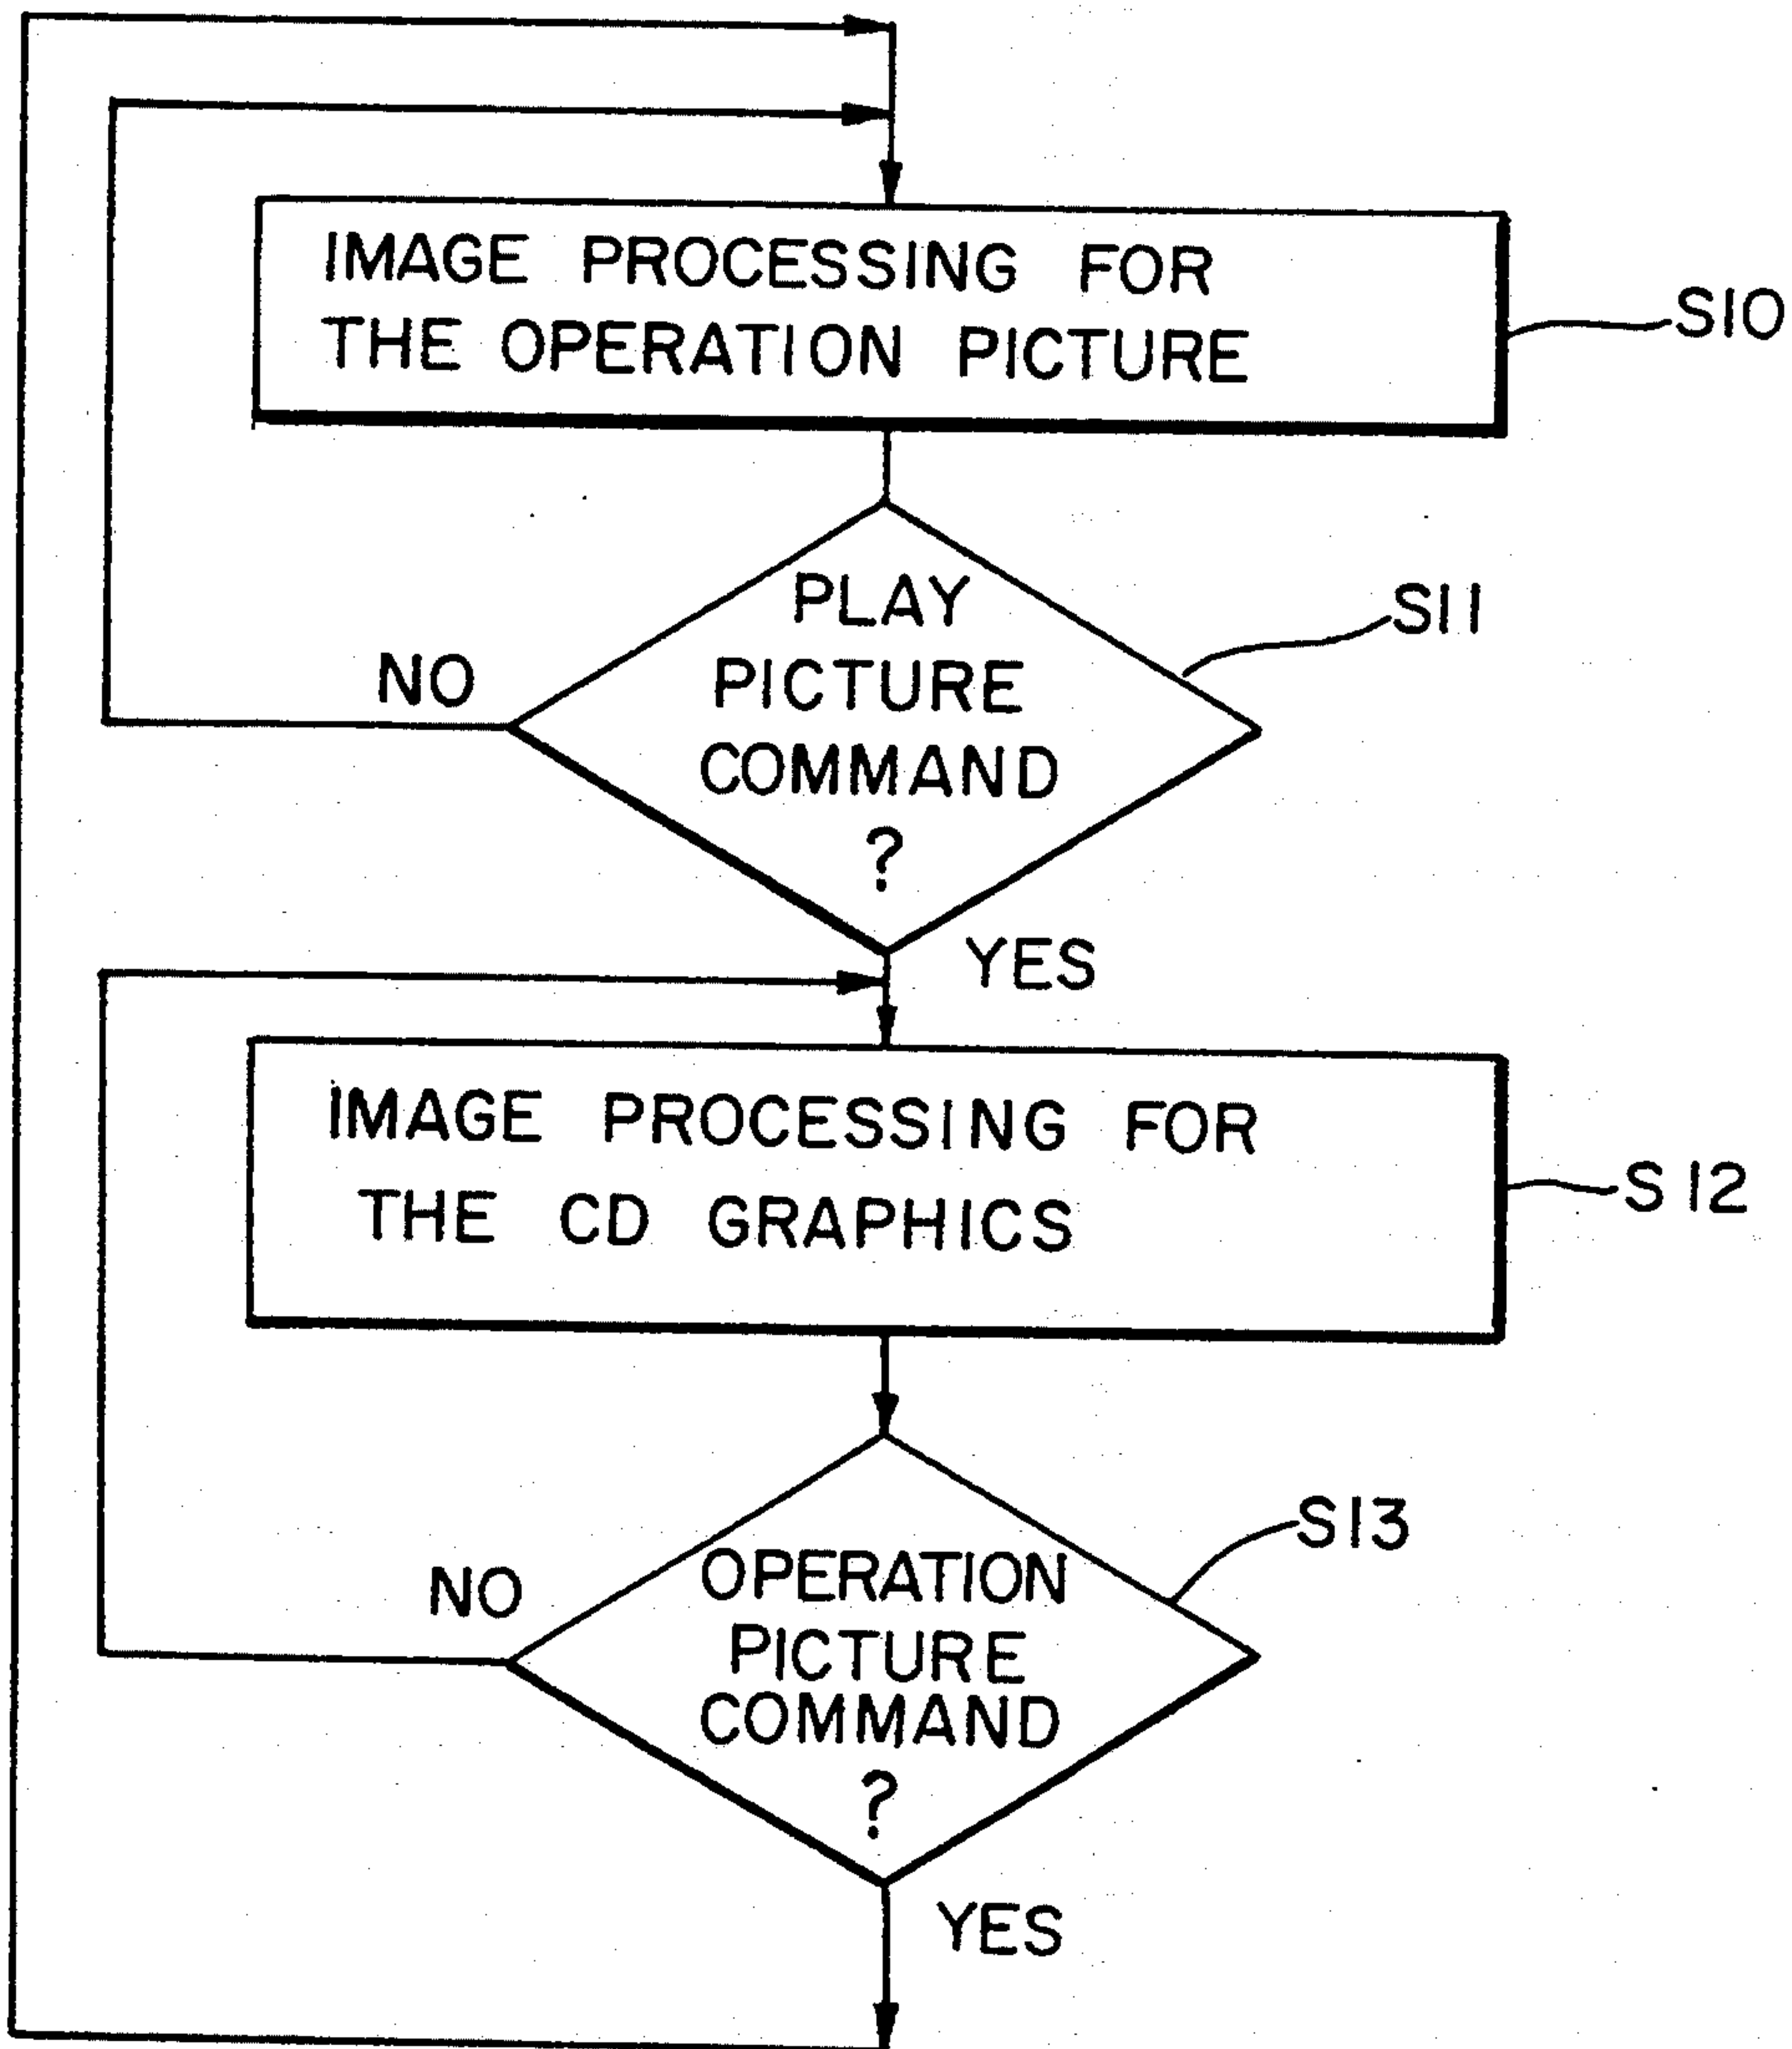 IMAGE PROCESSING FOR
THE OPERATION PICTURE
S10
PLAY
PICTURE
COMMAND
?
S11
NO
YES
IMAGE PROCESSING FOR
THE CD GRAPHICS
S12
OPERATION
PICTURE
COMMAND
?
S13
NO
YES